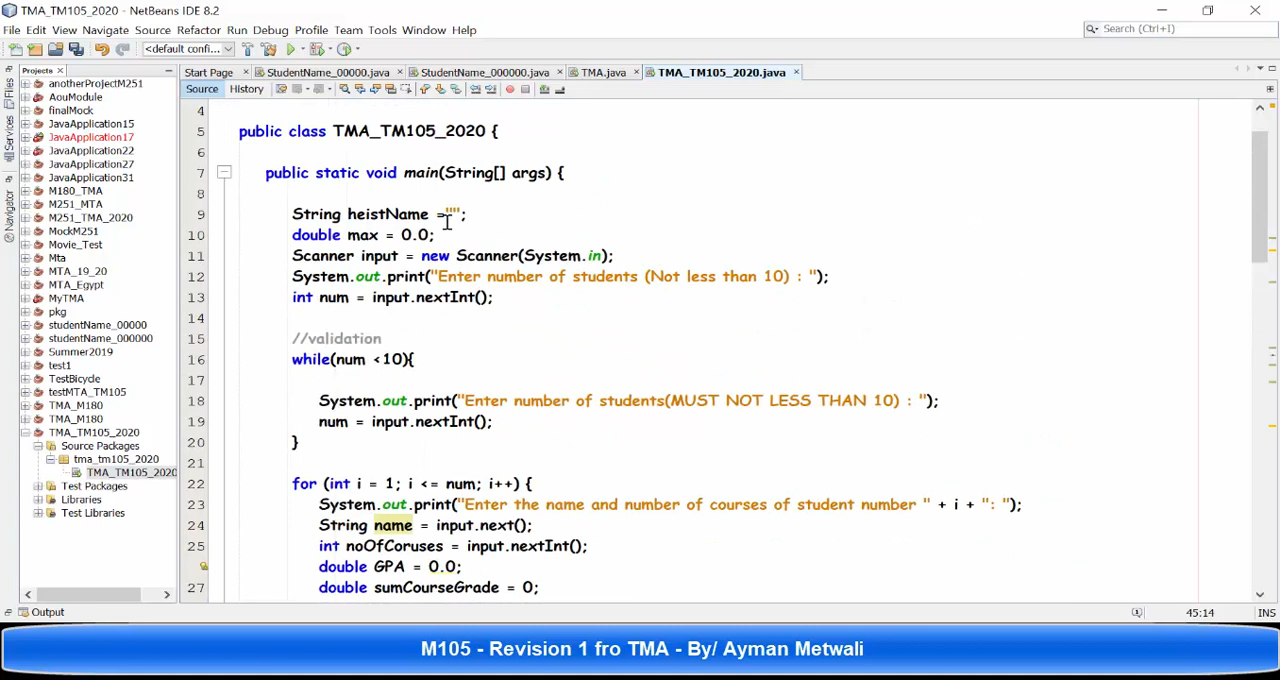 TMA_TM105_2020 - NetBeans IDE 8.2
File Edit View Navigate Source Refactor Run Debug Profile Team Tools Window Help
Search (Ctrl+I)
<default confi...
Projects
Start Page
StudentName_00000.java
StudentName_000000.java
TMA.java
TMA_TM105_2020.java
Source
History
Files
Services
Navigator
anotherProjectM251
AouModule
finalMock
JavaApplication15
JavaApplication17
JavaApplication22
JavaApplication27
JavaApplication31
M180_TMA
M251_MTA
M251_TMA_2020
MockM251
Movie_Test
Mta
MTA_19_20
MTA_Egypt
MyTMA
pkg
studentName_00000
studentName_000000
Summer2019
test1
TestBicycle
testMTA_TM105
TMA_M180
TMA_M180
TMA_TM105_2020
Source Packages
tma_tm105_2020
TMA_TM105_2020
Test Packages
Libraries
Test Libraries
4
5 public class TMA_TM105_2020 {
6
7 public static void main(String[] args) {
8
9 String heistName ="";
10 double max = 0.0;
11 Scanner input = new Scanner(System.in);
12 System.out.print("Enter number of students (Not less than 10) : ");
13 int num = input.nextInt();
14
15 //validation
16 while(num <10){
17
18 System.out.print("Enter number of students(MUST NOT LESS THAN 10) : ");
19 num = input.nextInt();
20 }
21
22 for (int i = 1; i <= num; i++) {
23 System.out.print("Enter the name and number of courses of student number " + i + ": ");
24 String name = input.next();
25 int noOfCoruses = input.nextInt();
double GPA = 0.0;
27 double sumCourseGrade = 0;
Output
45:14
INS
M105 - Revision 1 fro TMA - By/ Ayman Metwali